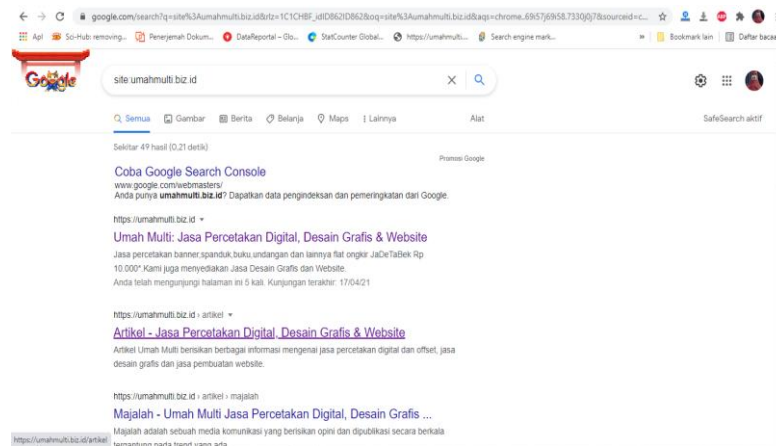 google.com/search?q=site%3Aumahmulti.biz.id&rlz=1C1CHBF_idID862ID862&oq=site%3Aumahmulti.biz.id&aqs=chrome..69i57j69i58.7330j0j7&sourceid=c...
Apl Sci-Hub: removing... Penerjemah Dokum... DataReportal – Glo... StatCounter Global... https://umahmulti... Search engine mark... » Bookmark lain Daftar bacaan
Google
site:umahmulti.biz.id
Semua Gambar Berita Belanja Maps Lainnya Alat SafeSearch aktif
Sekitar 49 hasil (0,21 detik)
Promosi Google
Coba Google Search Console
www.google.com/webmasters/
Anda punya umahmulti.biz.id? Dapatkan data pengindeksan dan pemeringkatan dari Google.
https://umahmulti.biz.id
Umah Multi: Jasa Percetakan Digital, Desain Grafis & Website
Jasa percetakan banner,spanduk,buku,undangan dan lainnya flat ongkir JaDeTaBek Rp
10.000*.Kami juga menyediakan Jasa Desain Grafis dan Website.
Anda telah mengunjungi halaman ini 5 kali. Kunjungan terakhir: 17/04/21
https://umahmulti.biz.id › artikel
Artikel - Jasa Percetakan Digital, Desain Grafis & Website
Artikel Umah Multi berisikan berbagai informasi mengenai jasa percetakan digital dan offset, jasa
desain grafis dan jasa pembuatan website.
https://umahmulti.biz.id › artikel › majalah
Majalah - Umah Multi Jasa Percetakan Digital, Desain Grafis ...
Majalah adalah sebuah media komunikasi yang berisikan opini dan dipublikasi secara berkala
https://umahmulti.biz.id/artikel tergantung pada trend yang ada